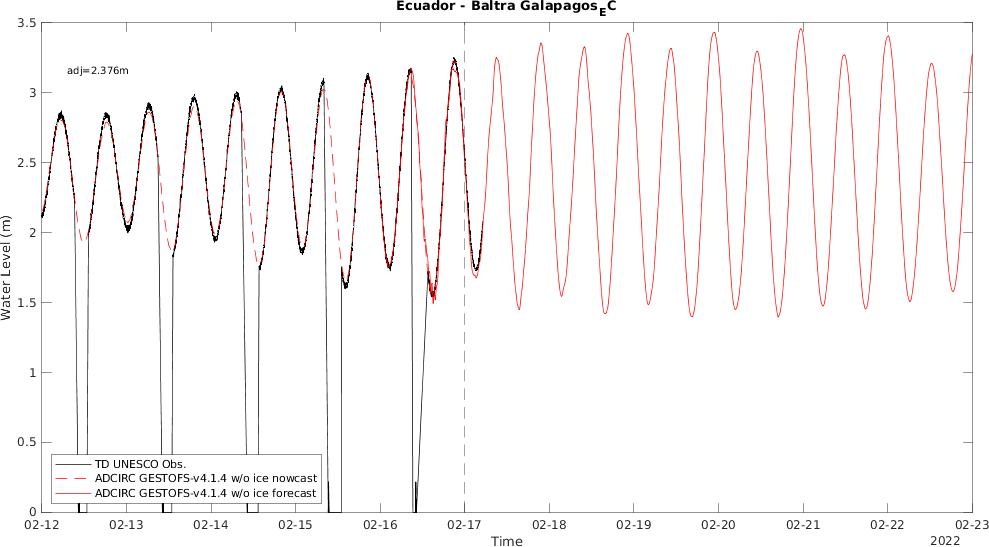 Ecuador - Baltra Galapagos_EC
adj=2.376m
3.5
3
2.5
2
1.5
1
0.5
0
Water Level (m)
TD UNESCO Obs.
ADCIRC GESTOFS-v4.1.4 w/o ice nowcast
ADCIRC GESTOFS-v4.1.4 w/o ice forecast
02-12 02-13 02-14 02-15 02-16 02-17 02-18 02-19 02-20 02-21 02-22 02-23
Time
2022